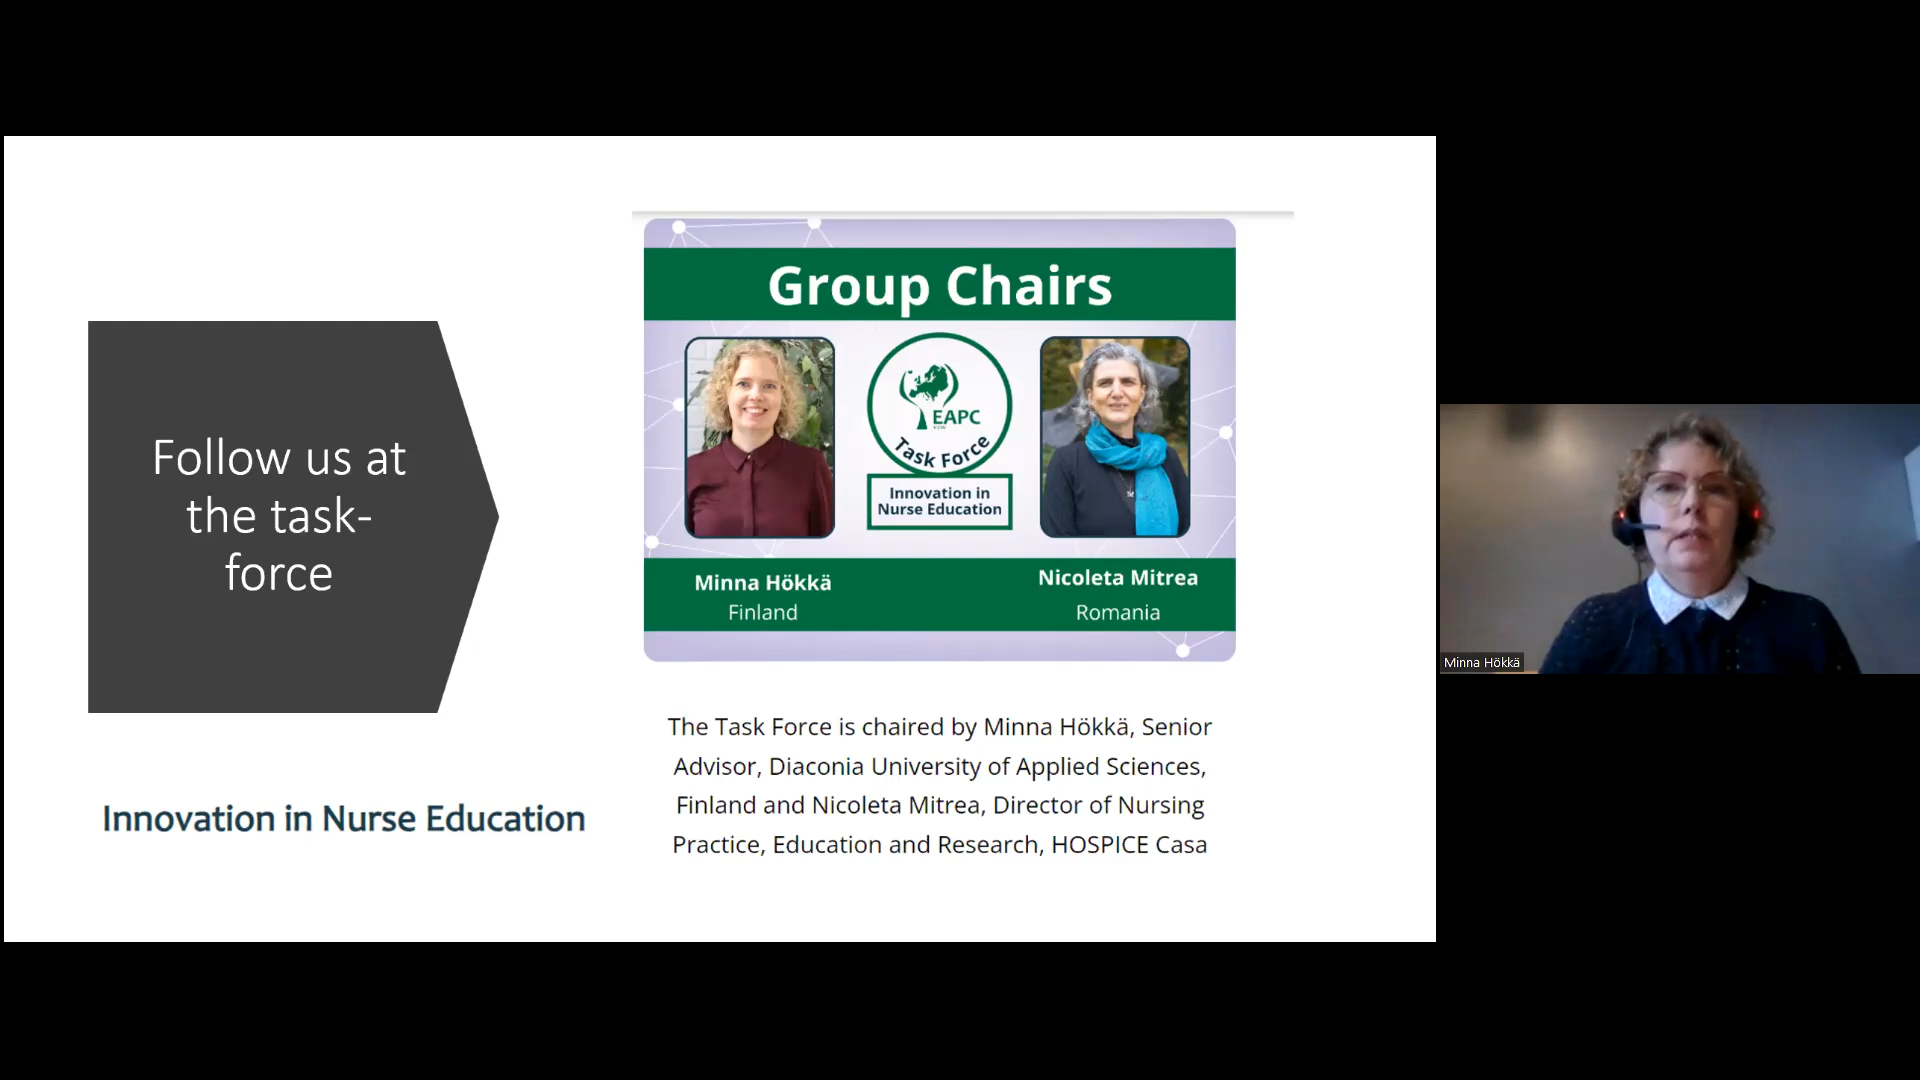 Follow us at
the task-
force
Innovation in Nurse Education
Group Chairs
EAPC
VZW
Task Force
Innovation in
Nurse Education
Minna Hökkä
Finland
Nicoleta Mitrea
Romania
The Task Force is chaired by Minna Hökkä, Senior
Advisor, Diaconia University of Applied Sciences,
Finland and Nicoleta Mitrea, Director of Nursing
Practice, Education and Research, HOSPICE Casa
Minna Hökkä